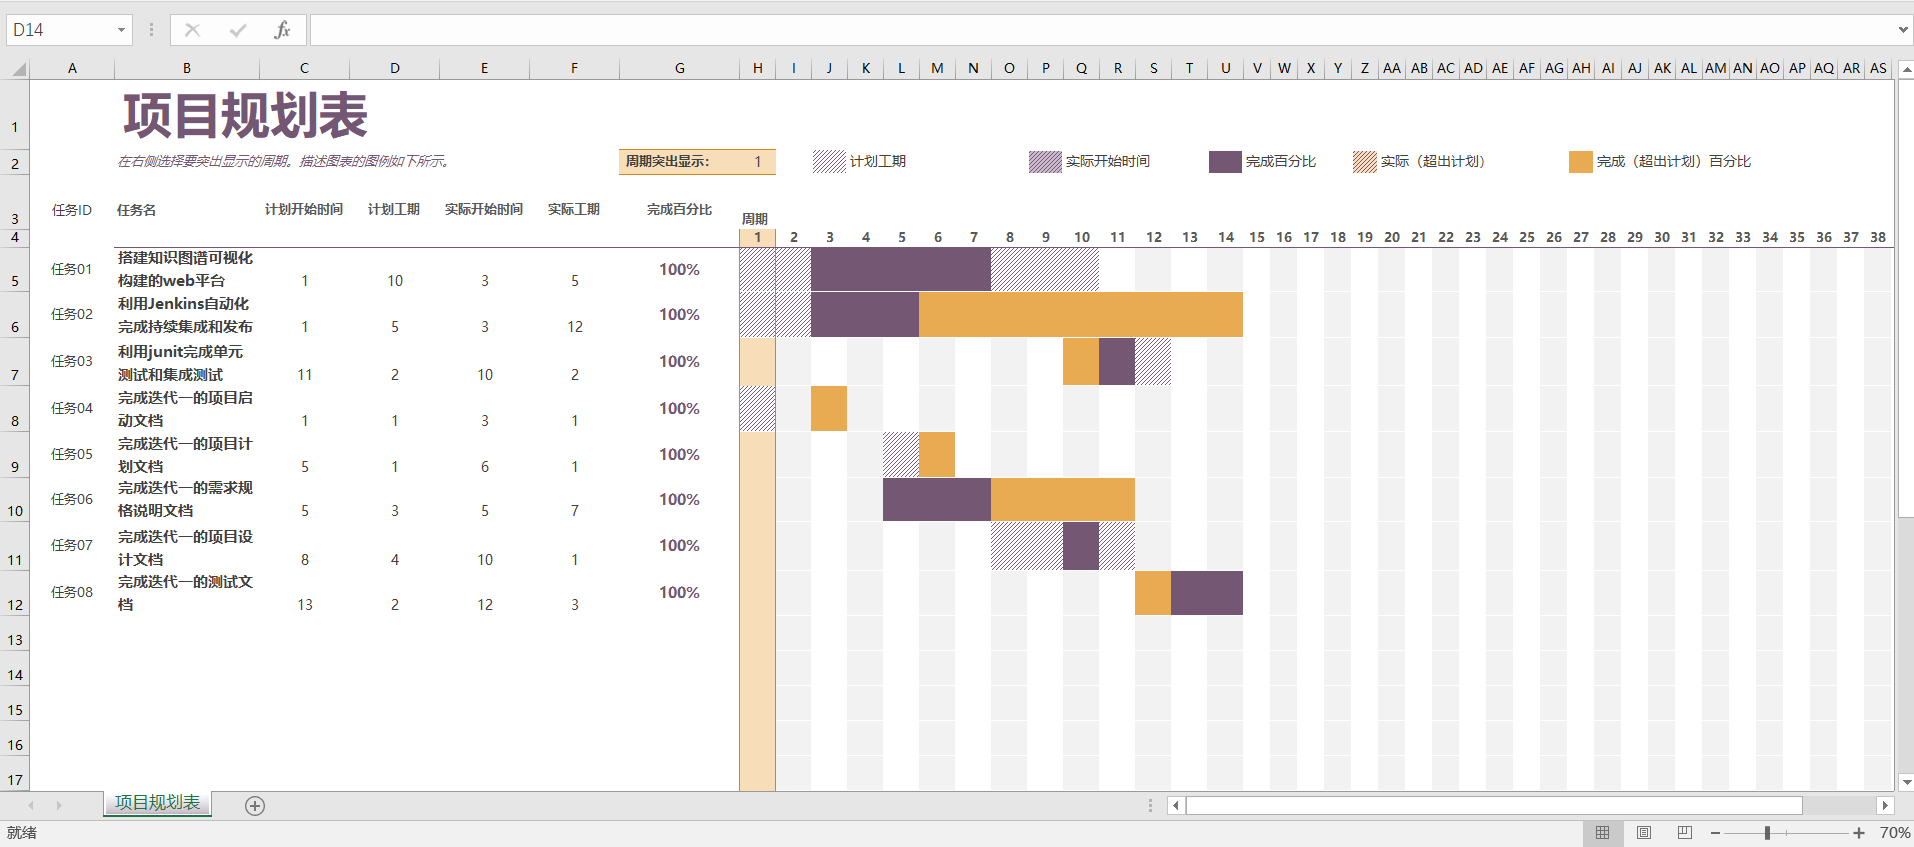 D14
fx
A B C D E F G H I J K L M N O P Q R S T U V W X Y Z AA AB AC AD AE AF AG AH AI AJ AK AL AM AN AO AP AQ AR AS
1 项目规划表
2 在右侧选择要突出显示的周期。描述图表的图例如下所示。 周期突出显示: 1 计划工期 实际开始时间 完成百分比 实际（超出计划） 完成（超出计划）百分比
任务ID 任务名 计划开始时间 计划工期 实际开始时间 实际工期 完成百分比
3 周期
4 1 2 3 4 5 6 7 8 9 10 11 12 13 14 15 16 17 18 19 20 21 22 23 24 25 26 27 28 29 30 31 32 33 34 35 36 37 38
搭建知识图谱可视化
任务01 100%
5 构建的web平台 1 10 3 5
利用Jenkins自动化
任务02 100%
6 完成持续集成和发布 1 5 3 12
利用junit完成单元
任务03 100%
7 测试和集成测试 11 2 10 2
完成迭代一的项目启
任务04 100%
8 动文档 1 1 3 1
完成迭代一的项目计
任务05 100%
9 划文档 5 1 6 1
完成迭代一的需求规
任务06 100%
10 格说明文档 5 3 5 7
完成迭代一的项目设
任务07 100%
11 计文档 8 4 10 1
完成迭代一的测试文
任务08 100%
12 档 13 2 12 3
13
14
15
16
17
项目规划表
就绪 70%